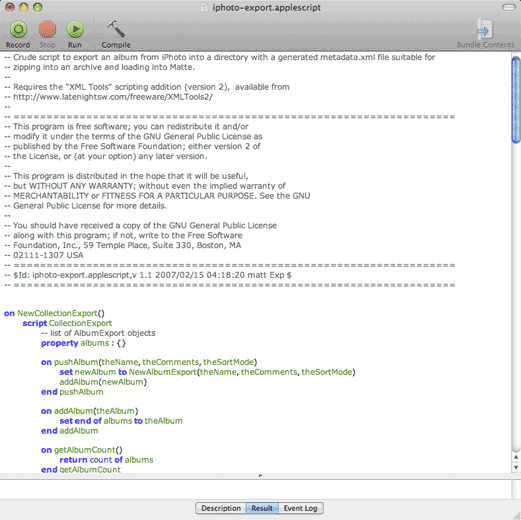 iphoto-export.applescript
Record Stop Run Compile Bundle Contents
-- Crude script to export an album from iPhoto into a directory with a generated metadata.xml file suitable for
-- zipping into an archive and loading into Matte.
--
-- Requires the "XML Tools" scripting addition (version 2),  available from
-- http://www.latenightsw.com/freeware/XMLTools2/
--
-- ===================================================================
-- This program is free software; you can redistribute it and/or
-- modify it under the terms of the GNU General Public License as
-- published by the Free Software Foundation; either version 2 of
-- the License, or (at your option) any later version.
--
-- This program is distributed in the hope that it will be useful,
-- but WITHOUT ANY WARRANTY; without even the implied warranty of
-- MERCHANTABILITY or FITNESS FOR A PARTICULAR PURPOSE. See the GNU
-- General Public License for more details.
--
-- You should have received a copy of the GNU General Public License
-- along with this program; if not, write to the Free Software
-- Foundation, Inc., 59 Temple Place, Suite 330, Boston, MA
-- 02111-1307 USA
-- ===================================================================
-- $Id: iphoto-export.applescript,v 1.1 2007/02/15 04:18:20 matt Exp $
-- ===================================================================
on NewCollectionExport()
script CollectionExport
-- list of AlbumExport objects
property albums : {}
on pushAlbum(theName, theComments, theSortMode)
set newAlbum to NewAlbumExport(theName, theComments, theSortMode)
addAlbum(newAlbum)
end pushAlbum
on addAlbum(theAlbum)
set end of albums to theAlbum
end addAlbum
on getAlbumCount()
return count of albums
end getAlbumCount
Description Result Event Log